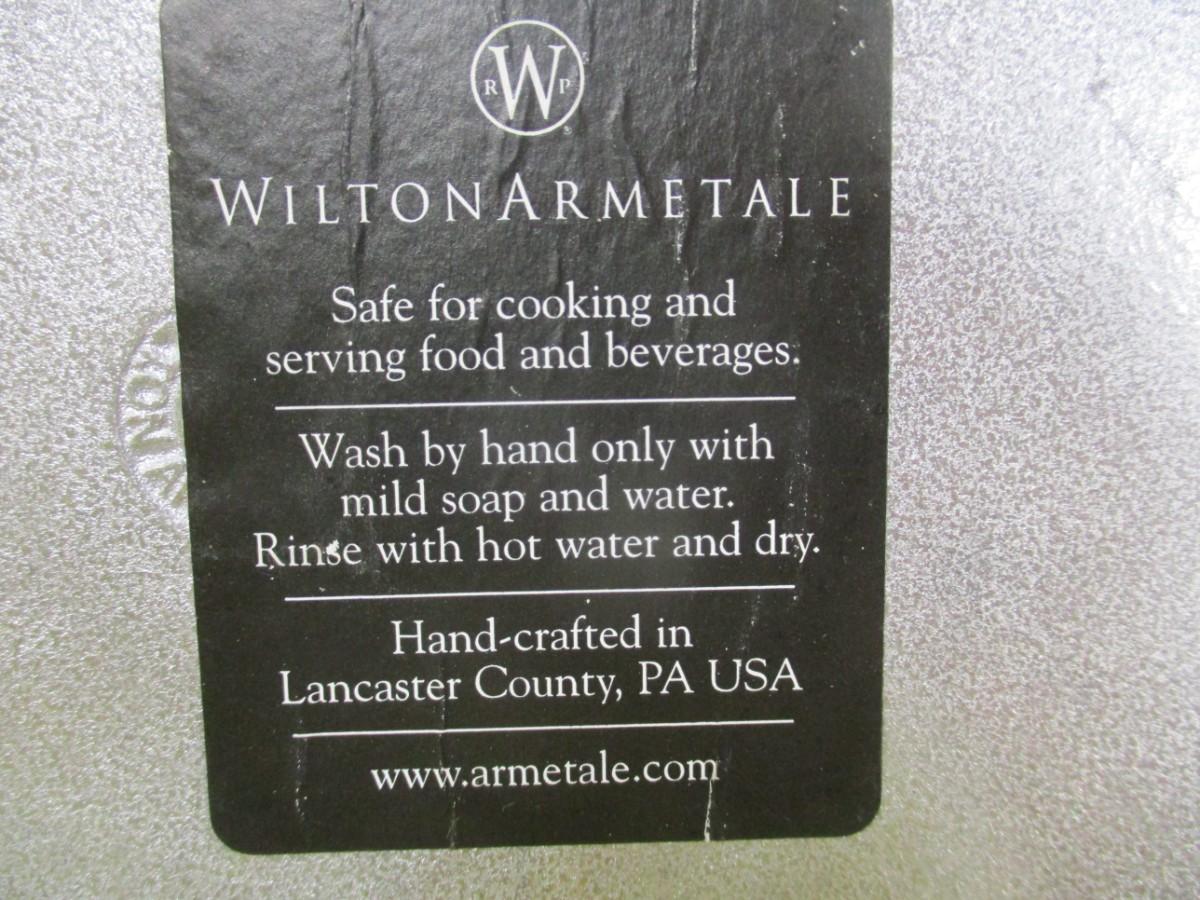 R W P
®
WILTONARMETALE
Safe for cooking and
serving food and beverages.
Wash by hand only with
mild soap and water.
Rinse with hot water and dry.
Hand-crafted in
Lancaster County, PA USA
www.armetale.com